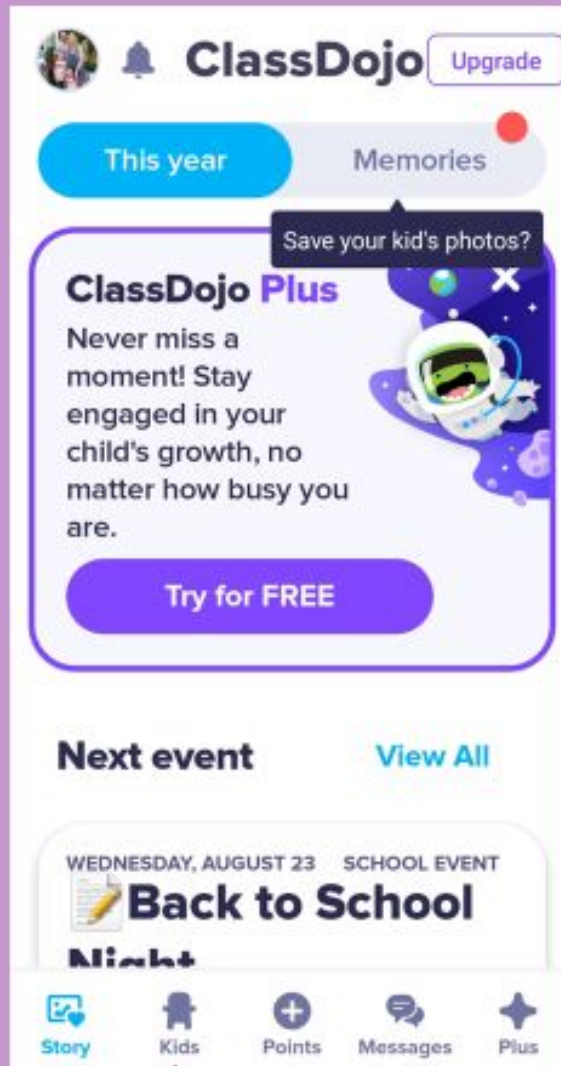 ClassDojo Upgrade
This year Memories
Save your kid's photos?
ClassDojo Plus
Never miss a
moment! Stay
engaged in your
child's growth, no
matter how busy you
are.
Try for FREE
Next event View All
WEDNESDAY, AUGUST 23 SCHOOL EVENT
📝Back to School
Night
Story Kids Points Messages Plus